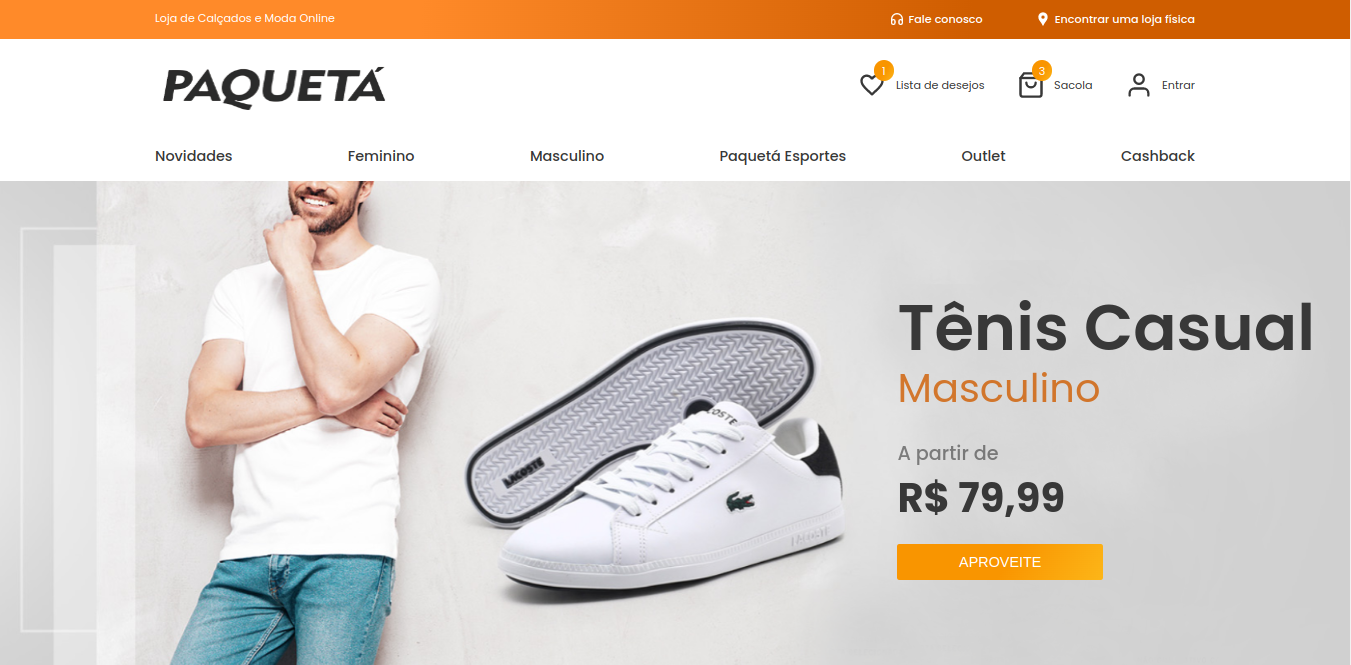 Loja de Calçados e Moda Online
Fale conosco
Encontrar uma loja física
PAQUETÁ
1
Lista de desejos
3
Sacola
Entrar
Novidades
Feminino
Masculino
Paquetá Esportes
Outlet
Cashback
Tênis Casual
Masculino
A partir de
R$ 79,99
APROVEITE
LACOSTE
LACOSTE